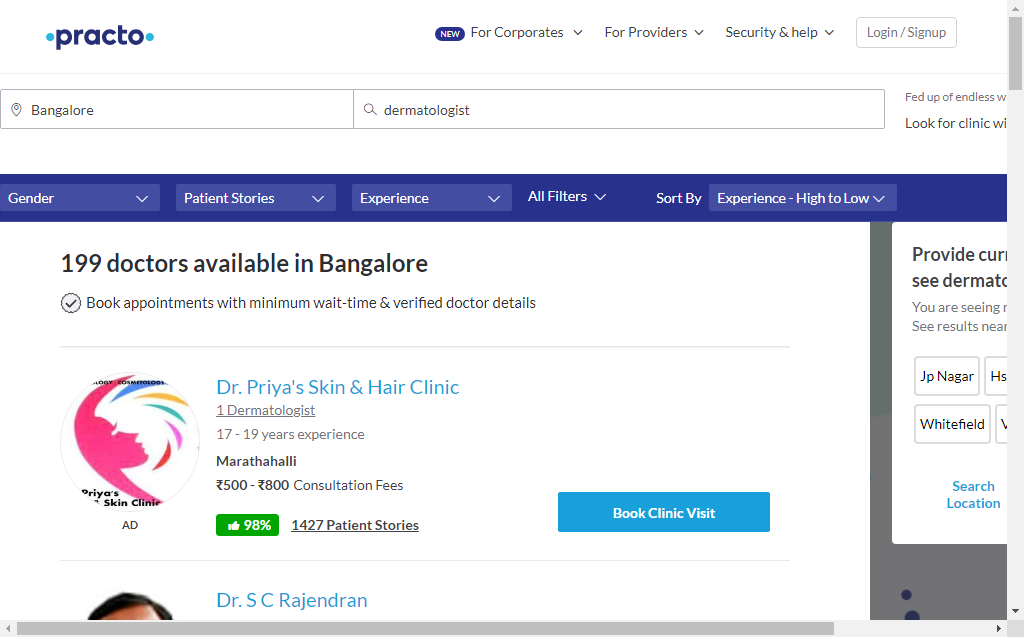 practo
NEW For Corporates
For Providers
Security & help
Login / Signup
Bangalore
dermatologist
Fed up of endless w
Look for clinic wi
Gender
Patient Stories
Experience
All Filters
Sort By
Experience - High to Low
199 doctors available in Bangalore
Book appointments with minimum wait-time & verified doctor details
Dr. Priya's Skin & Hair Clinic
1 Dermatologist
17 - 19 years experience
Marathahalli
₹500 - ₹800 Consultation Fees
98%
1427 Patient Stories
Book Clinic Visit
COSMETOLOGY
Priya's
Skin Clinic
AD
Dr. S C Rajendran
Provide curr
see dermato
You are seeing r
See results near
Jp Nagar
Hs
Whitefield
Search
Location